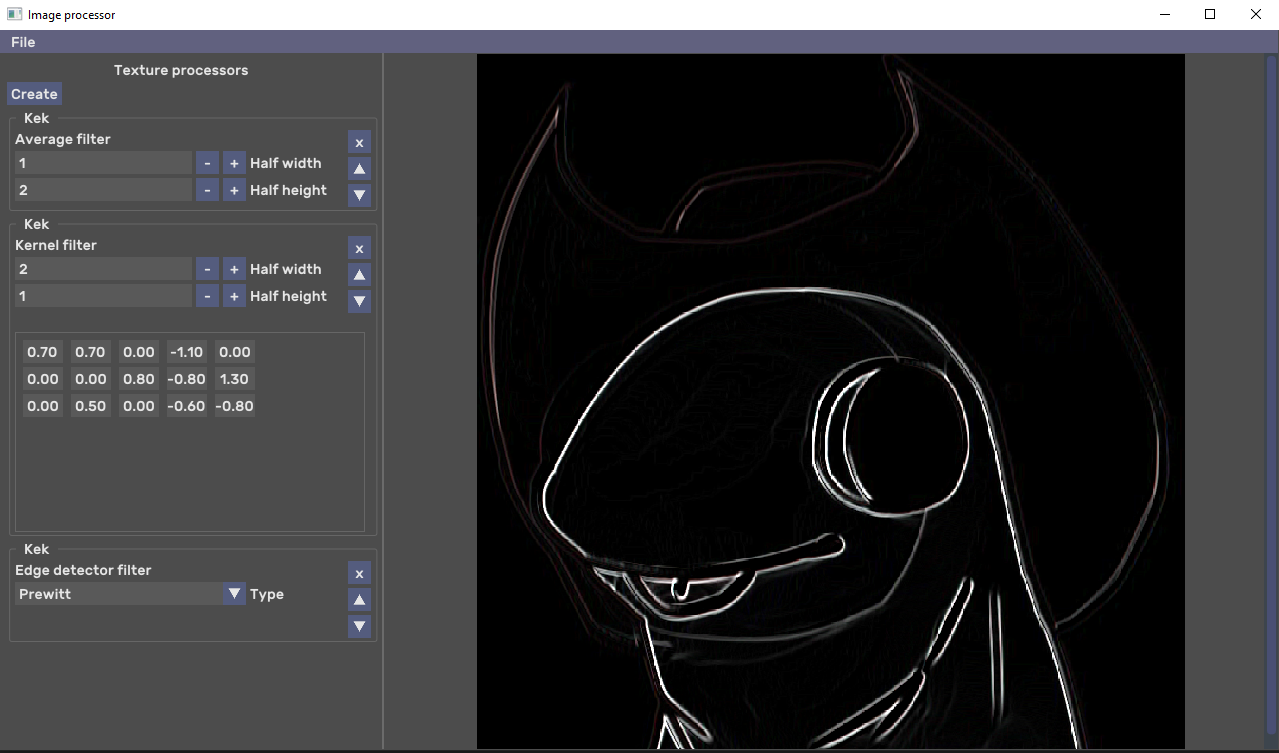 Image processor
File
Texture processors
Create
Kek
Average filter
x
1 - + Half width
▲
2 - + Half height
▼
Kek
Kernel filter
x
2 - + Half width
▲
1 - + Half height
▼
0.70 0.70 0.00 -1.10 0.00
0.00 0.00 0.80 -0.80 1.30
0.00 0.50 0.00 -0.60 -0.80
Kek
Edge detector filter
x
Prewitt ▼ Type
▲
▼